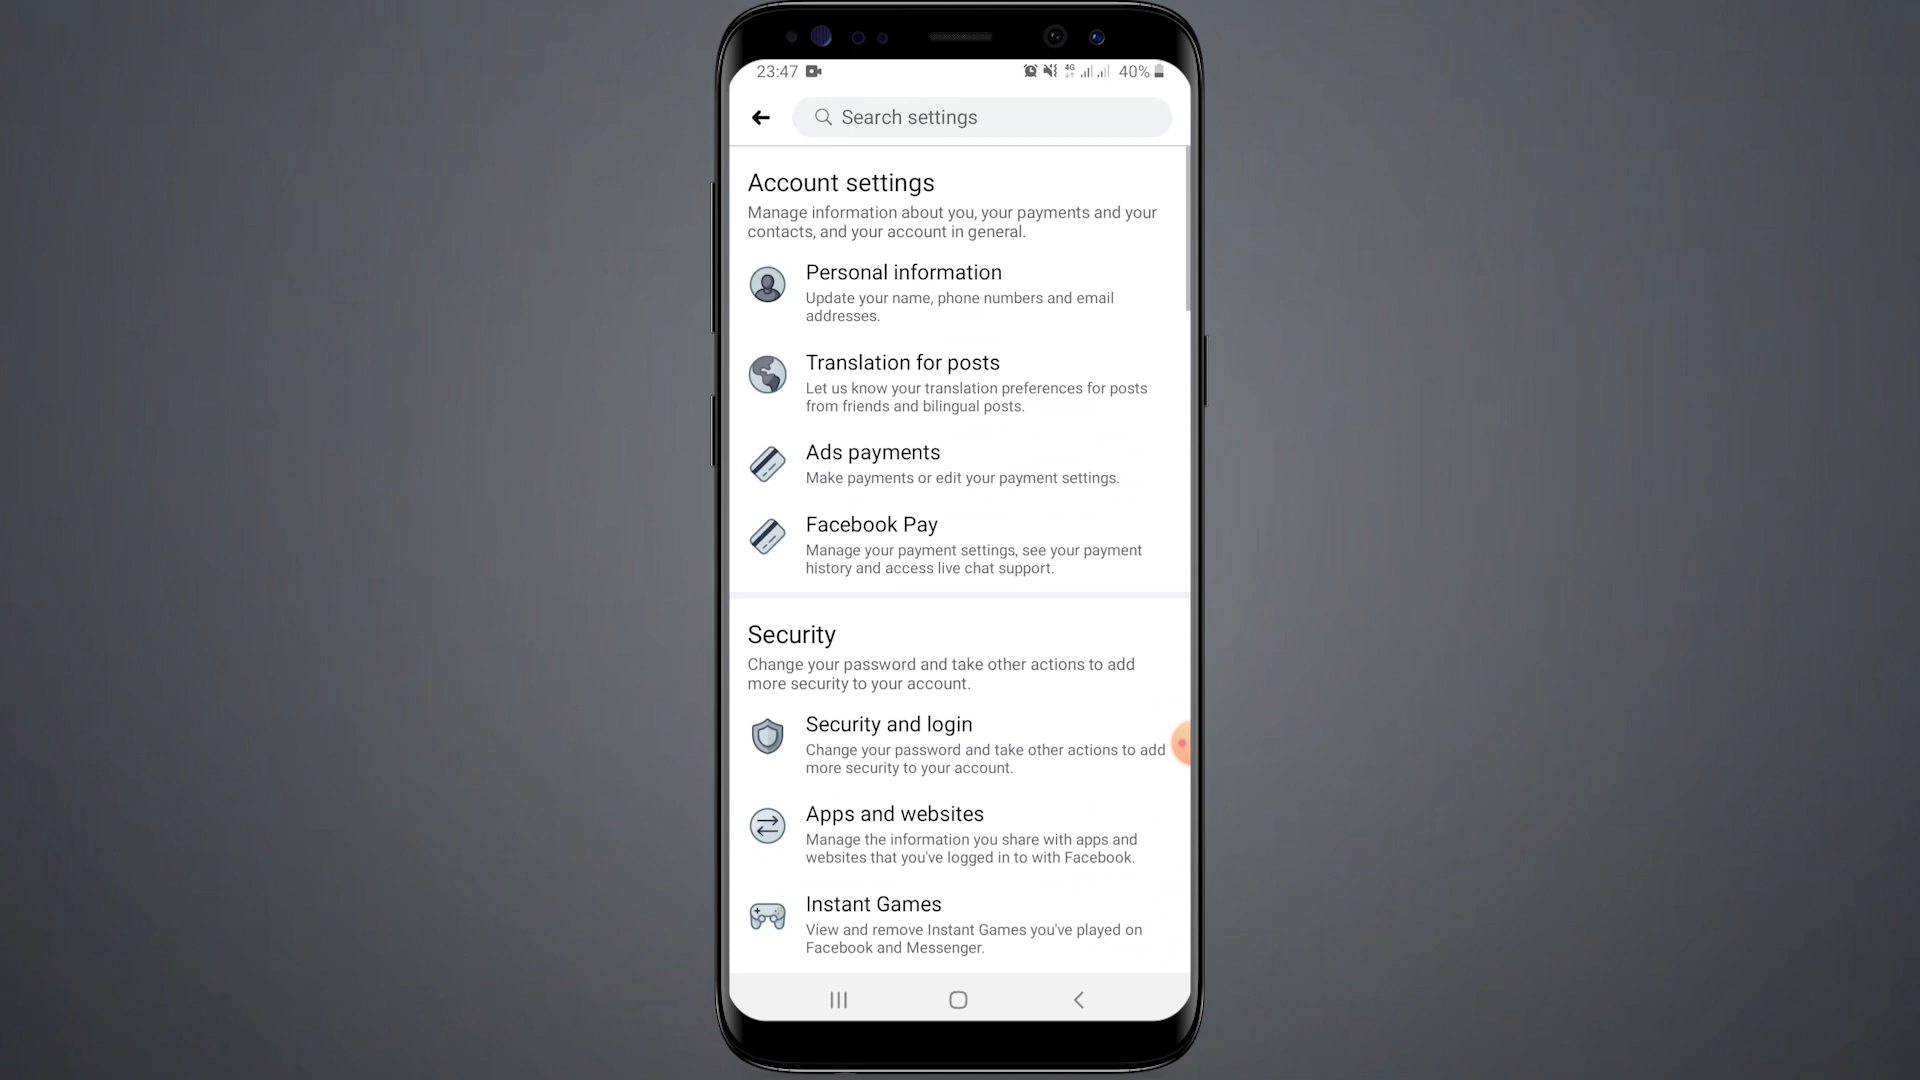 23:47
4G
40%
Search settings
Account settings
Manage information about you, your payments and your
contacts, and your account in general.
Personal information
Update your name, phone numbers and email
addresses.
Translation for posts
Let us know your translation preferences for posts
from friends and bilingual posts.
Ads payments
Make payments or edit your payment settings.
Facebook Pay
Manage your payment settings, see your payment
history and access live chat support.
Security
Change your password and take other actions to add
more security to your account.
Security and login
Change your password and take other actions to add
more security to your account.
Apps and websites
Manage the information you share with apps and
websites that you've logged in to with Facebook.
Instant Games
View and remove Instant Games you've played on
Facebook and Messenger.